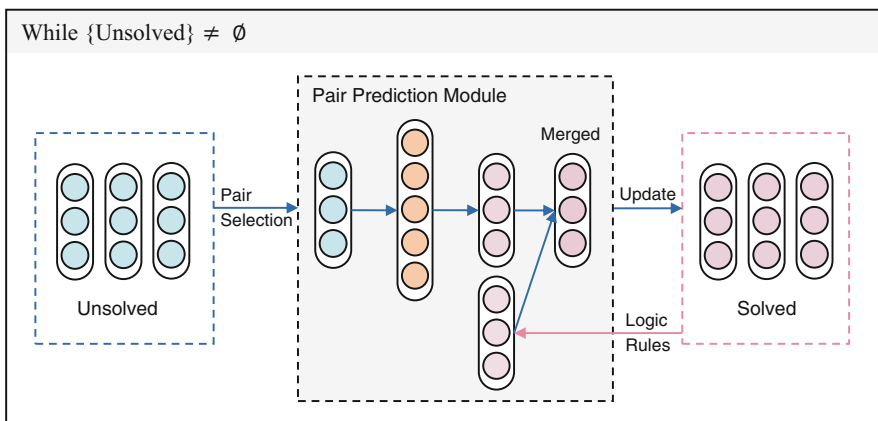 While {Unsolved} ≠ ∅
Pair Prediction Module
Merged
Pair
Selection
Update
Unsolved
Solved
Logic
Rules